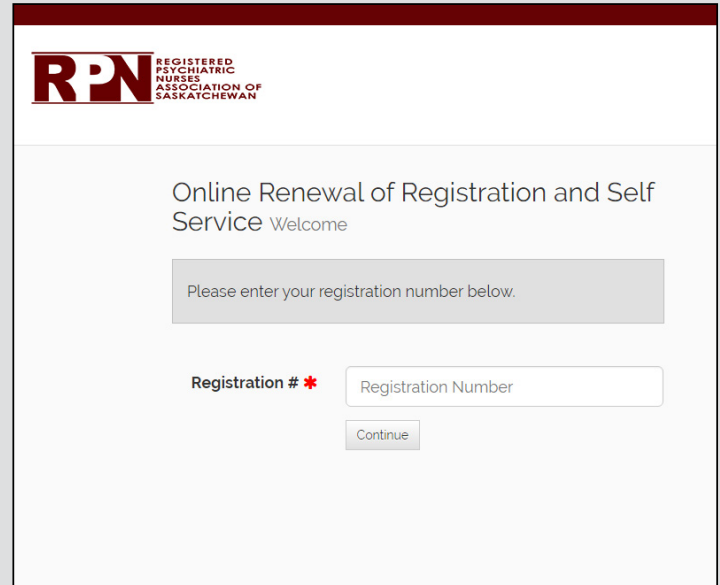 RPN
REGISTERED
PSYCHIATRIC
NURSES
ASSOCIATION OF
SASKATCHEWAN
Online Renewal of Registration and Self
Service Welcome
Please enter your registration number below.
Registration # *
Registration Number
Continue